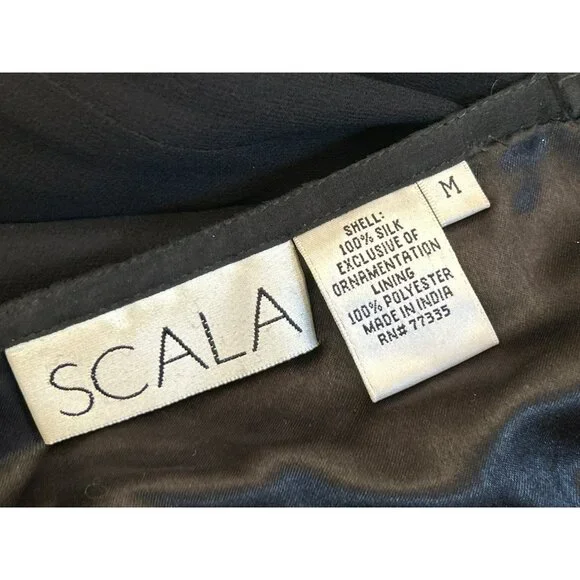 SCALA
M
SHELL:
100% SILK
EXCLUSIVE OF
ORNAMENTATION
LINING
100% POLYESTER
MADE IN INDIA
RN# 77335